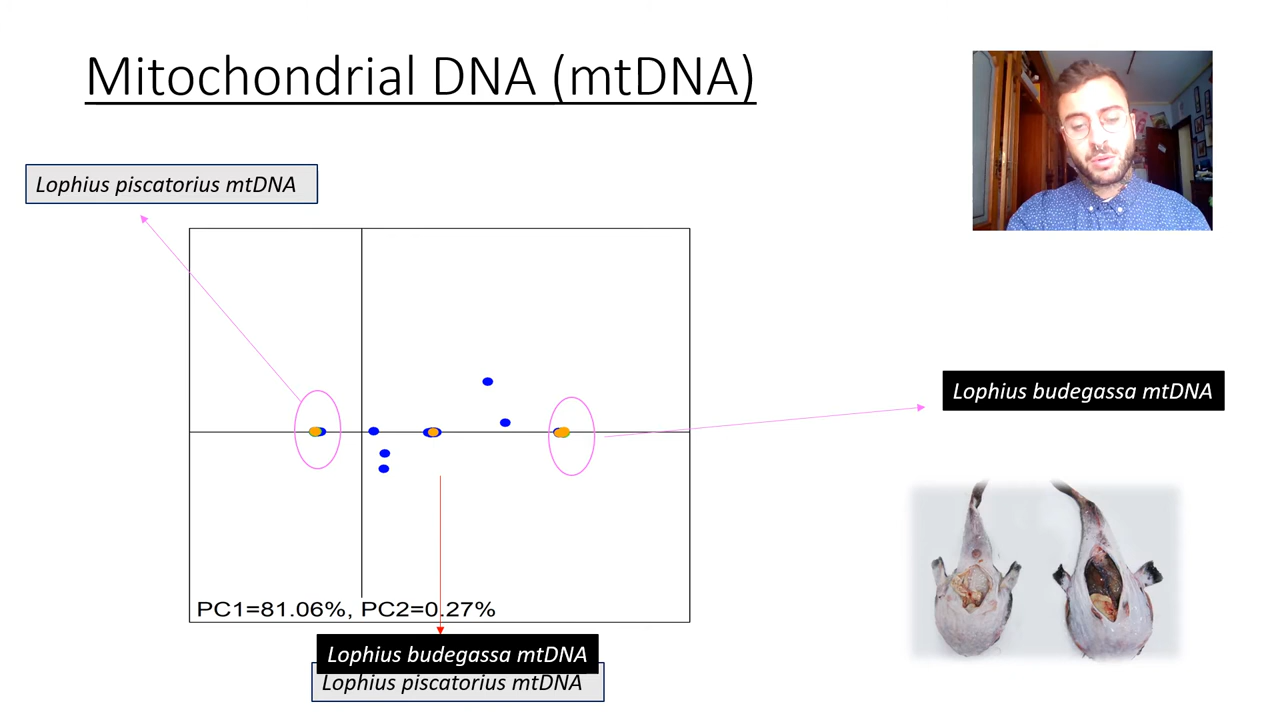 Mitochondrial DNA (mtDNA)
Lophius piscatorius mtDNA
Lophius budegassa mtDNA
PC1=81.06%, PC2=0.27%
Lophius budegassa mtDNA
Lophius piscatorius mtDNA